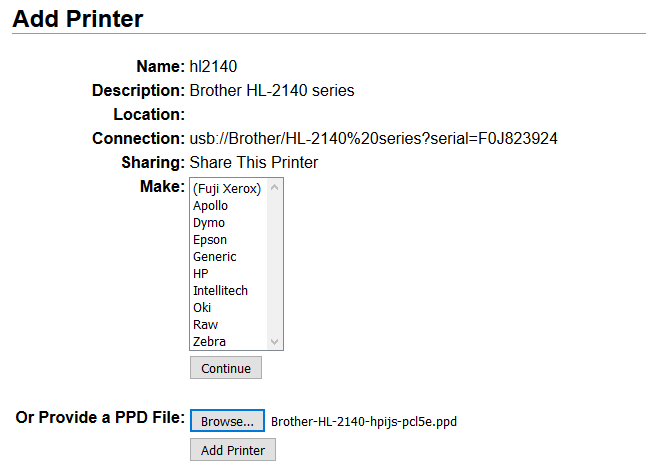 Add Printer
Name: hl2140
Description: Brother HL-2140 series
Location:
Connection: usb://Brother/HL-2140%20series?serial=F0J823924
Sharing: Share This Printer
Make: (Fuji Xerox)
Apollo
Dymo
Epson
Generic
HP
Intellitech
Oki
Raw
Zebra
Continue
Or Provide a PPD File: Browse... Brother-HL-2140-hpijs-pcl5e.ppd
Add Printer